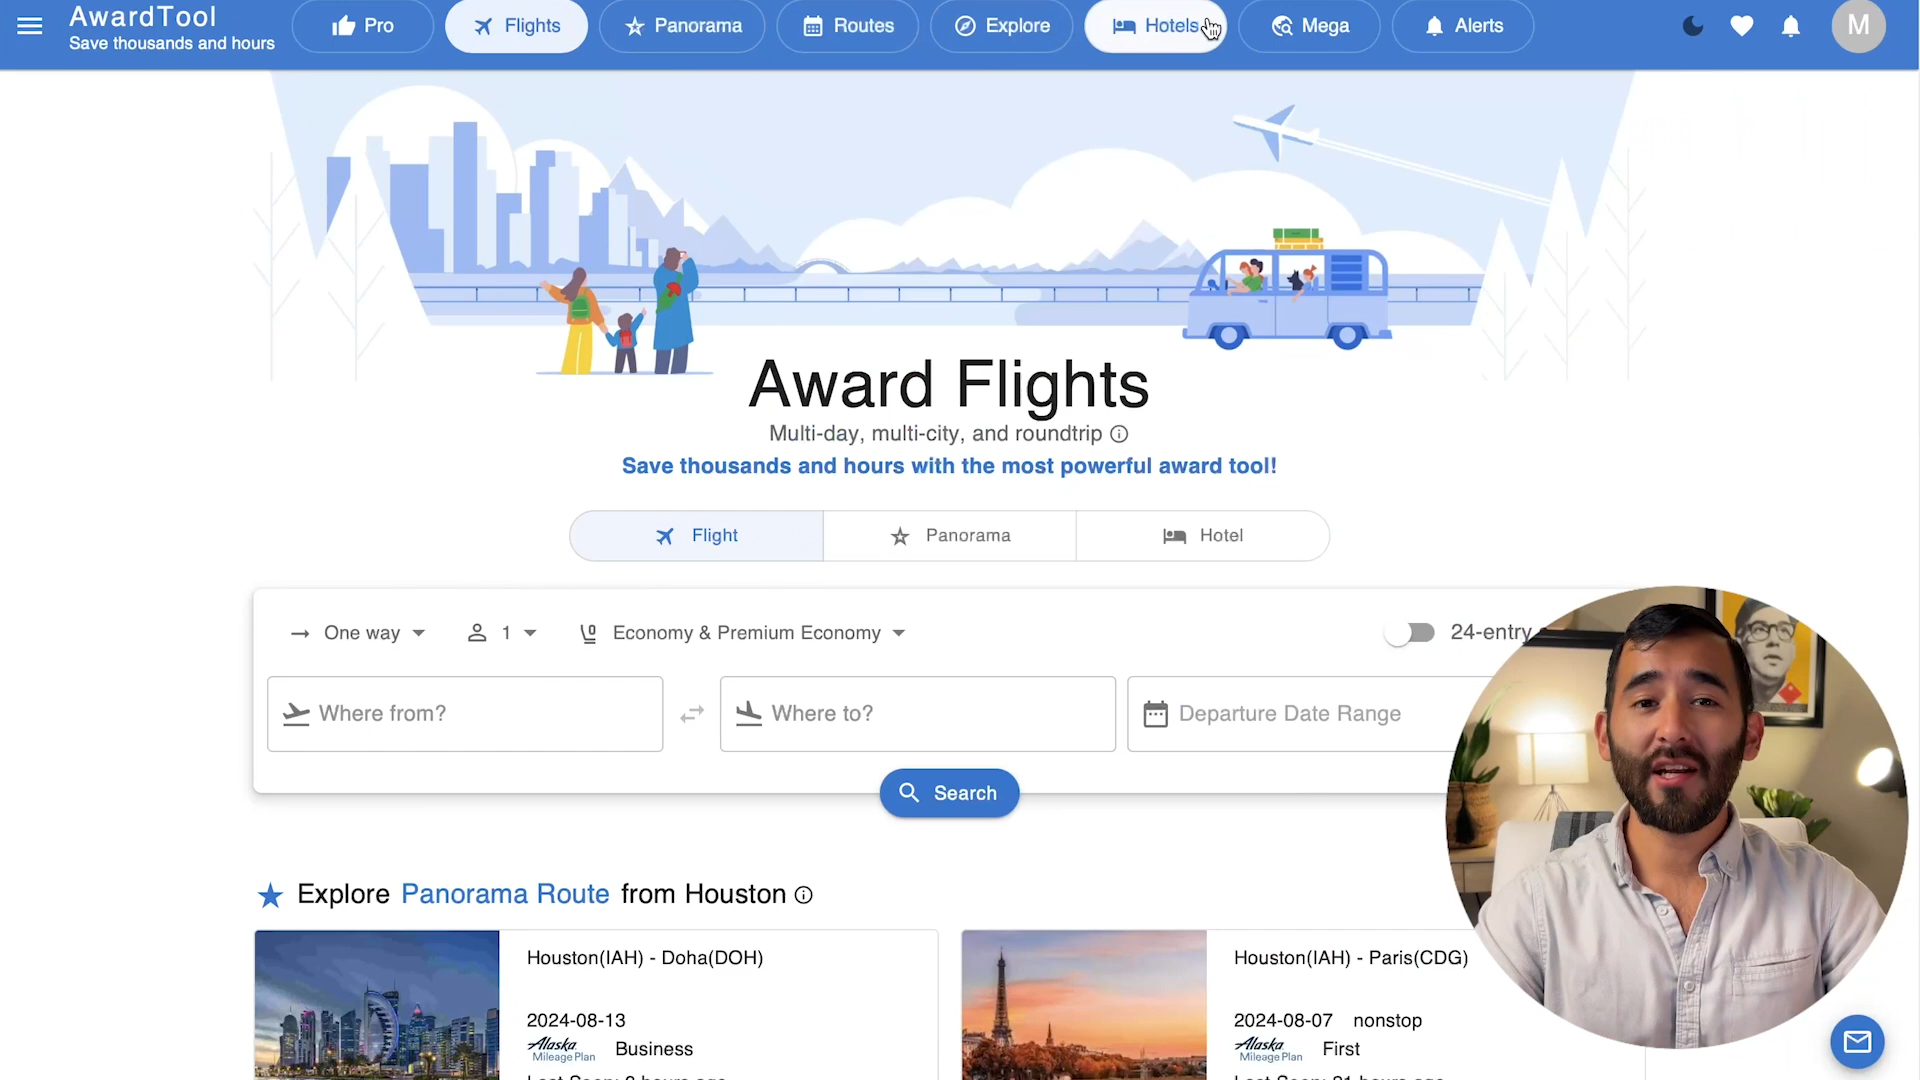 AwardTool
Save thousands and hours
Pro
Flights
Panorama
Routes
Explore
Hotels
Mega
Alerts
M
Award Flights
Multi-day, multi-city, and roundtrip
Save thousands and hours with the most powerful award tool!
Flight
Panorama
Hotel
One way
1
Economy & Premium Economy
24-entry
Where from?
Where to?
Departure Date Range
Search
Explore Panorama Route from Houston
Houston(IAH) - Doha(DOH)
2024-08-13
Alaska
Mileage Plan
Business
Houston(IAH) - Paris(CDG)
2024-08-07 nonstop
Alaska
Mileage Plan
First